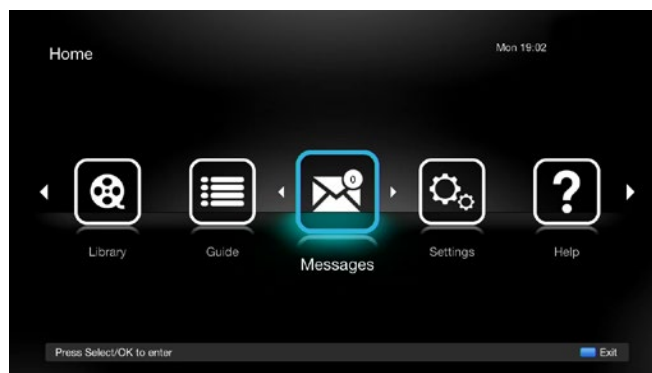 Home
Mon 19:02
0
?
Library
Guide
Messages
Settings
Help
Press Select/OK to enter
Exit